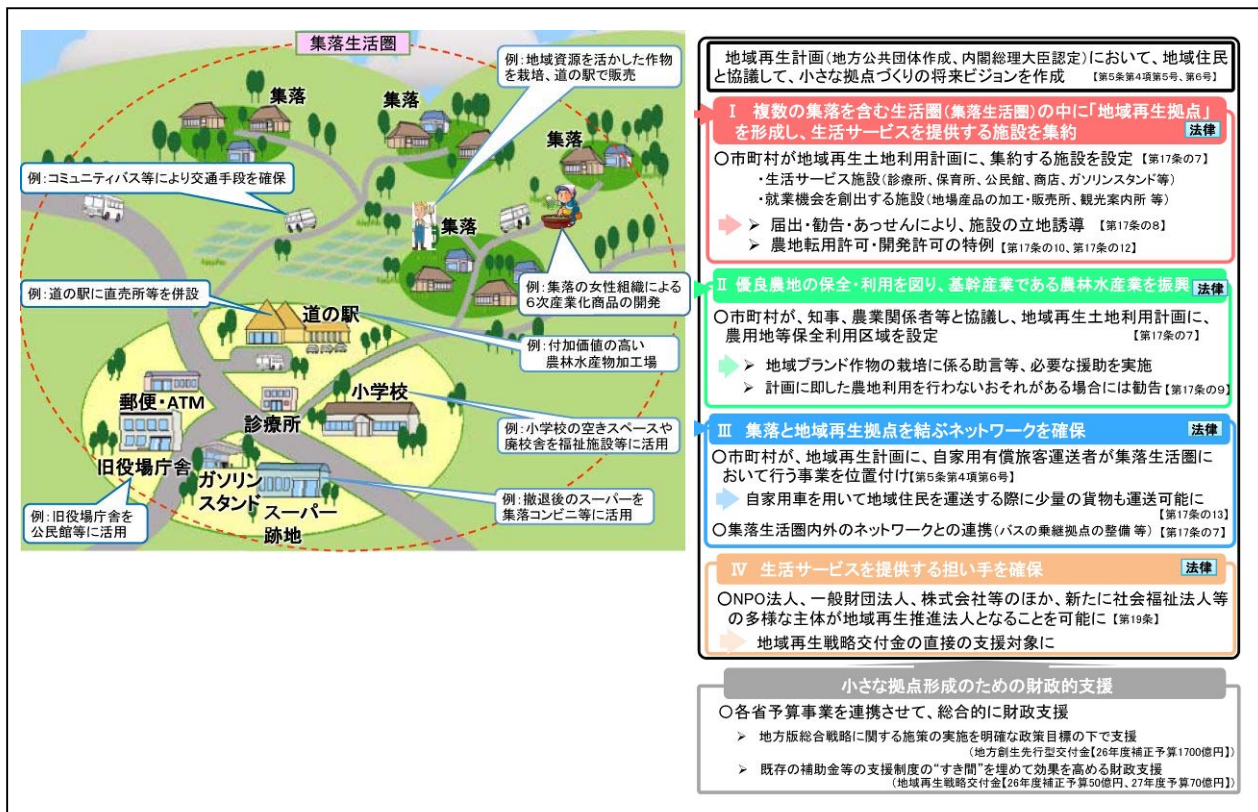 集落生活圏
例：地域資源を活かした作物
を栽培、道の駅で販売
集落
集落
集落
例：コミュニティバス等により交通手段を確保
集落
例：道の駅に直売所等を併設
道の駅
例：集落の女性組織による
6次産業化商品の開発
例：付加価値の高い
農林水産物加工場
郵便・ATM
小学校
診療所
例：小学校の空きスペースや
廃校舎を福祉施設等に活用
旧役場庁舎
ガソリン
スタンド
スーパー
跡地
例：撤退後のスーパーを
集落コンビニ等に活用
例：旧役場庁舎を
公民館等に活用
地域再生計画（地方公共団体作成、内閣総理大臣認定）において、地域住民
と協議して、小さな拠点づくりの将来ビジョンを作成 【第5条第4項第5号、第6号】
Ⅰ 複数の集落を含む生活圏（集落生活圏）の中に「地域再生拠点」
を形成し、生活サービスを提供する施設を集約 法律
○市町村が地域再生土地利用計画に、集約する施設を設定 【第17条の7】
・生活サービス施設（診療所、保育所、公民館、商店、ガソリンスタンド等）
・就業機会を創出する施設（地場産品の加工・販売所、観光案内所 等）
➢ 届出・勧告・あっせんにより、施設の立地誘導 【第17条の8】
➢ 農地転用許可・開発許可の特例 【第17条の10、第17条の12】
Ⅱ 優良農地の保全・利用を図り、基幹産業である農林水産業を振興 法律
○市町村が、知事、農業関係者等と協議し、地域再生土地利用計画に、
農用地等保全利用区域を設定 【第17条の7】
➢ 地域ブランド作物の栽培に係る助言等、必要な援助を実施
➢ 計画に即した農地利用を行わないおそれがある場合には勧告【第17条の9】
Ⅲ 集落と地域再生拠点を結ぶネットワークを確保 法律
○市町村が、地域再生計画に、自家用有償旅客運送者が集落生活圏に
おいて行う事業を位置付け【第5条第4項第6号】
自家用車を用いて地域住民を運送する際に少量の貨物も運送可能に
【第17条の13】
○集落生活圏内外のネットワークとの連携（バスの乗継拠点の整備 等） 【第17条の7】
Ⅳ 生活サービスを提供する担い手を確保 法律
○NPO法人、一般財団法人、株式会社等のほか、新たに社会福祉法人等
の多様な主体が地域再生推進法人となることを可能に 【第19条】
地域再生戦略交付金の直接の支援対象に
小さな拠点形成のための財政的支援
○各省予算事業を連携させて、総合的に財政支援
➢ 地方版総合戦略に関する施策の実施を明確な政策目標の下で支援
（地方創生先行型交付金【26年度補正予算1700億円】）
➢ 既存の補助金等の支援制度の“すき間”を埋めて効果を高める財政支援
（地域再生戦略交付金【26年度補正予算50億円、27年度予算70億円】）